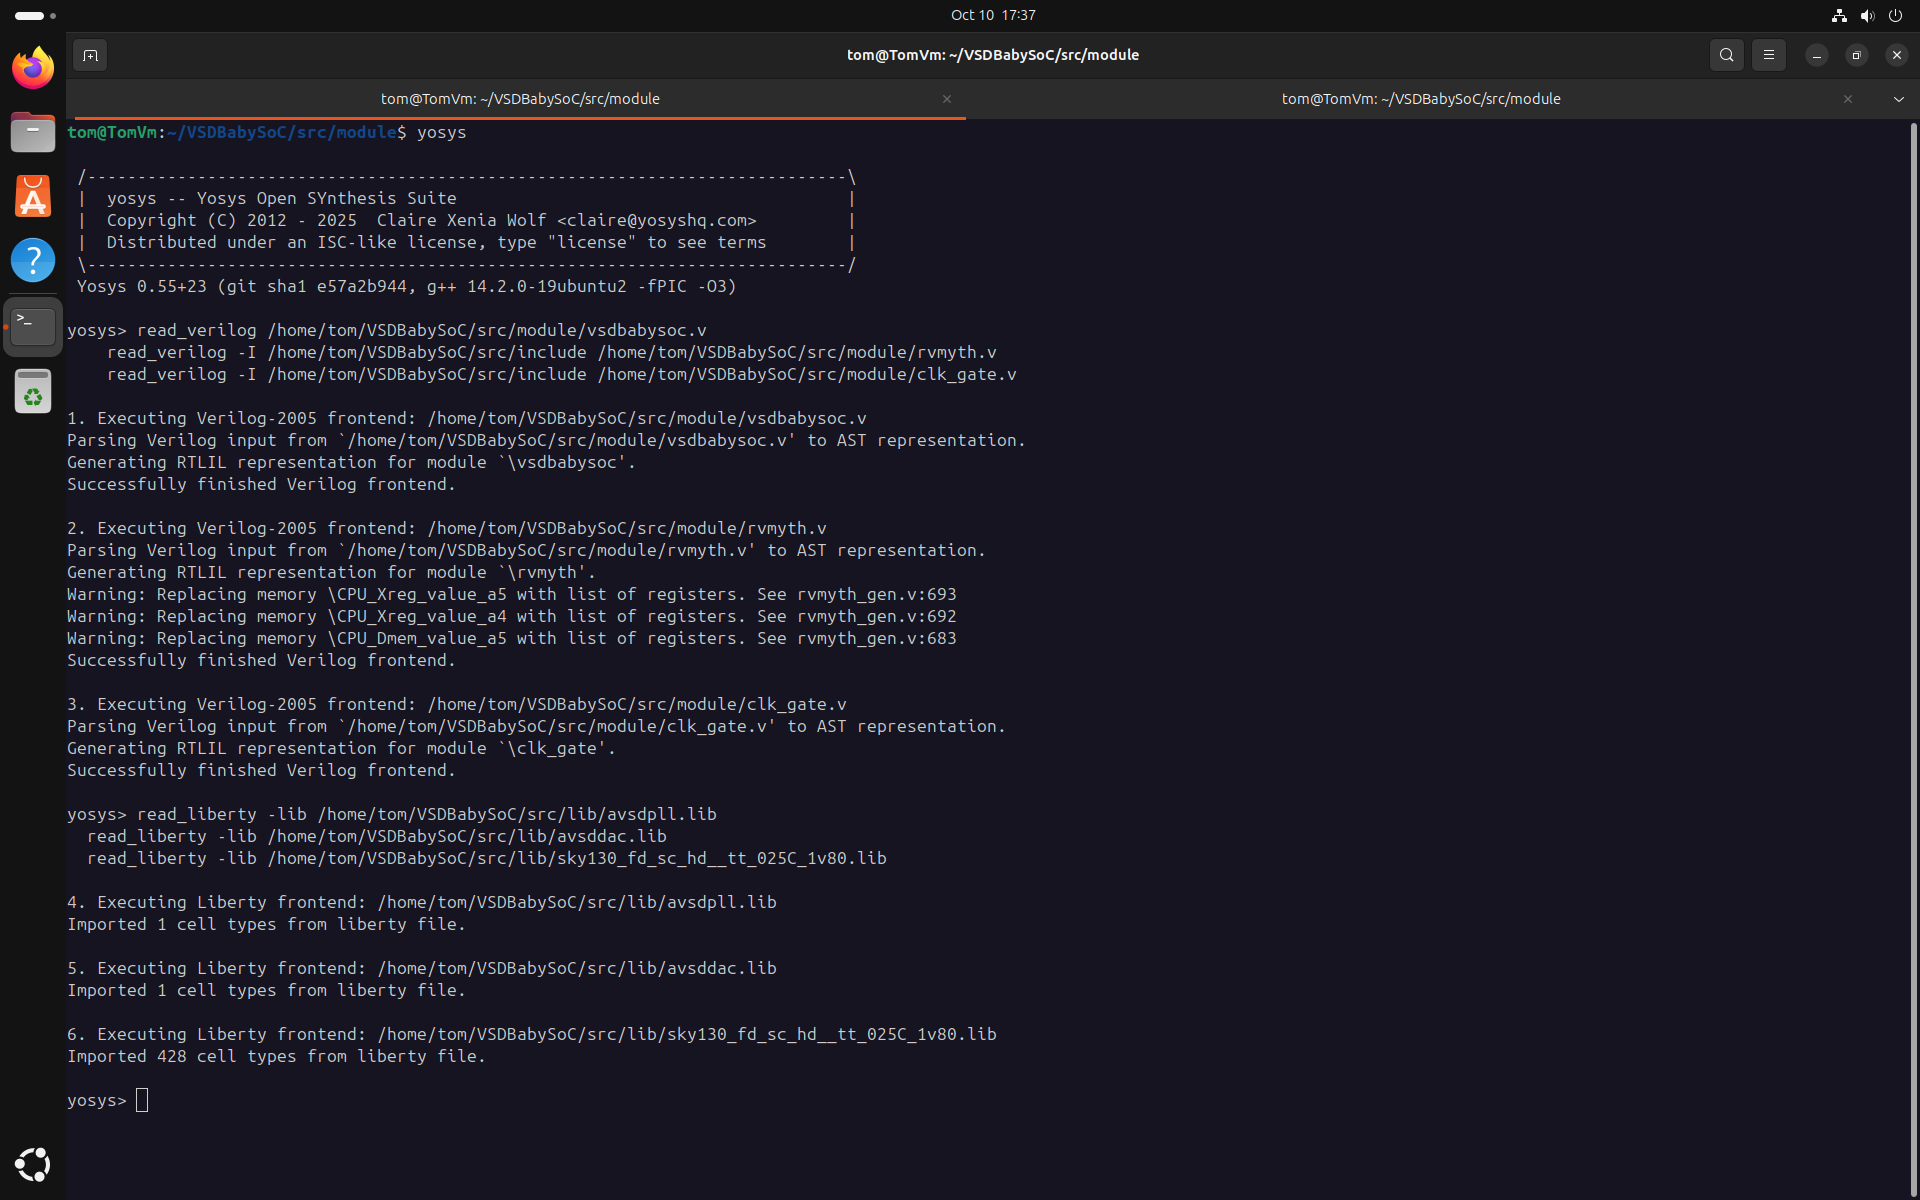 Oct 10 17:37
tom@TomVm: ~/VSDBabySoC/src/module
tom@TomVm: ~/VSDBabySoC/src/module
tom@TomVm: ~/VSDBabySoC/src/module
tom@TomVm:~/VSDBabySoC/src/module$ yosys
/----------------------------------------------------------------------------\
|  yosys -- Yosys Open SYnthesis Suite                                       |
|  Copyright (C) 2012 - 2025  Claire Xenia Wolf <claire@yosyshq.com>         |
|  Distributed under an ISC-like license, type "license" to see terms        |
\----------------------------------------------------------------------------/
Yosys 0.55+23 (git sha1 e57a2b944, g++ 14.2.0-19ubuntu2 -fPIC -O3)
yosys> read_verilog /home/tom/VSDBabySoC/src/module/vsdbabysoc.v
read_verilog -I /home/tom/VSDBabySoC/src/include /home/tom/VSDBabySoC/src/module/rvmyth.v
read_verilog -I /home/tom/VSDBabySoC/src/include /home/tom/VSDBabySoC/src/module/clk_gate.v
1. Executing Verilog-2005 frontend: /home/tom/VSDBabySoC/src/module/vsdbabysoc.v
Parsing Verilog input from `/home/tom/VSDBabySoC/src/module/vsdbabysoc.v' to AST representation.
Generating RTLIL representation for module `\vsdbabysoc'.
Successfully finished Verilog frontend.
2. Executing Verilog-2005 frontend: /home/tom/VSDBabySoC/src/module/rvmyth.v
Parsing Verilog input from `/home/tom/VSDBabySoC/src/module/rvmyth.v' to AST representation.
Generating RTLIL representation for module `\rvmyth'.
Warning: Replacing memory \CPU_Xreg_value_a5 with list of registers. See rvmyth_gen.v:693
Warning: Replacing memory \CPU_Xreg_value_a4 with list of registers. See rvmyth_gen.v:692
Warning: Replacing memory \CPU_Dmem_value_a5 with list of registers. See rvmyth_gen.v:683
Successfully finished Verilog frontend.
3. Executing Verilog-2005 frontend: /home/tom/VSDBabySoC/src/module/clk_gate.v
Parsing Verilog input from `/home/tom/VSDBabySoC/src/module/clk_gate.v' to AST representation.
Generating RTLIL representation for module `\clk_gate'.
Successfully finished Verilog frontend.
yosys> read_liberty -lib /home/tom/VSDBabySoC/src/lib/avsdpll.lib
read_liberty -lib /home/tom/VSDBabySoC/src/lib/avsddac.lib
read_liberty -lib /home/tom/VSDBabySoC/src/lib/sky130_fd_sc_hd__tt_025C_1v80.lib
4. Executing Liberty frontend: /home/tom/VSDBabySoC/src/lib/avsdpll.lib
Imported 1 cell types from liberty file.
5. Executing Liberty frontend: /home/tom/VSDBabySoC/src/lib/avsddac.lib
Imported 1 cell types from liberty file.
6. Executing Liberty frontend: /home/tom/VSDBabySoC/src/lib/sky130_fd_sc_hd__tt_025C_1v80.lib
Imported 428 cell types from liberty file.
yosys>